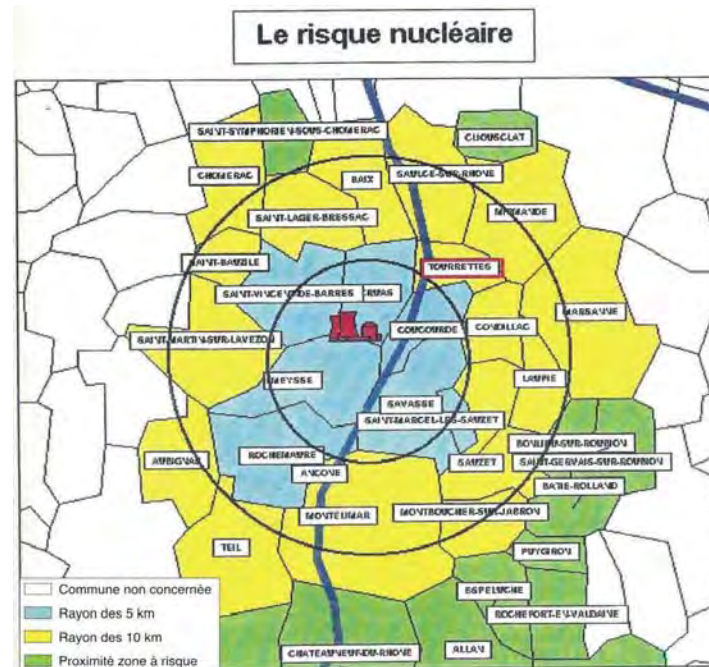 Le risque nucléaire
SAINT-SYMPHORIEN-SOUS-CHOMERAC
CLIOUSCLAT
CHOMERAC
BAIX
SAULCE-SUR-RHONE
MIRMANDE
SAINT-LAGER-BRESSAC
SAINT-BAUZILE
TOURRETTES
SAINT-VINCENT-DE-BARRES
CRUAS
MARSANNE
COUCOURDE
CONDILLAC
SAINT-MARTIN-SUR-LAVEZON
MEYSSE
LAUPIE
SAVASSE
SAINT-MARCEL-LES-SAUZET
BONLIEU-SUR-ROUBION
AUBIGNAS
ROCHEMAURE
SAUZET
SAINT-GERVAIS-SUR-ROUBION
ANCONE
BATIE-ROLLAND
MONTELIMAR
MONTBOUCHER-SUR-JABRON
TEIL
PUYGIRON
ESPELUCHE
ROCHEFORT-EN-VALDAINE
CHATEAUNEUF-DU-RHONE
ALLAN
Commune non concernée
Rayon des 5 km
Rayon des 10 km
Proximité zone à risque